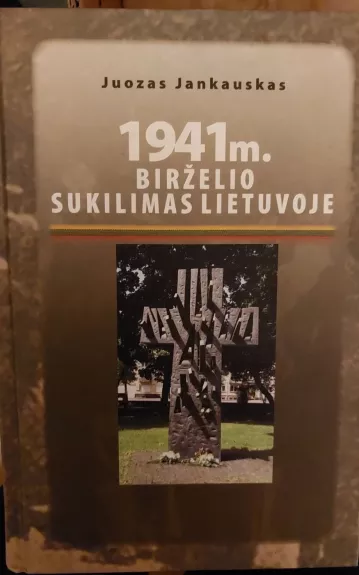 Juozas Jankauskas
1941m.
BIRŽELIO
SUKILIMAS LIETUVOJE